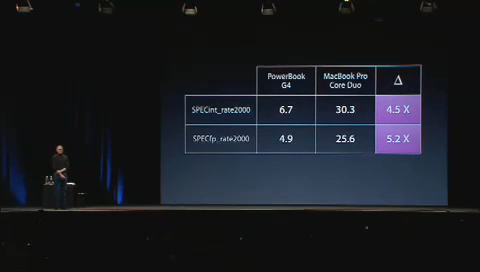 PowerBook G4 MacBook Pro Core Duo Δ
SPECint_rate2000 6.7 30.3 4.5 X
SPECfp_rate2000 4.9 25.6 5.2 X